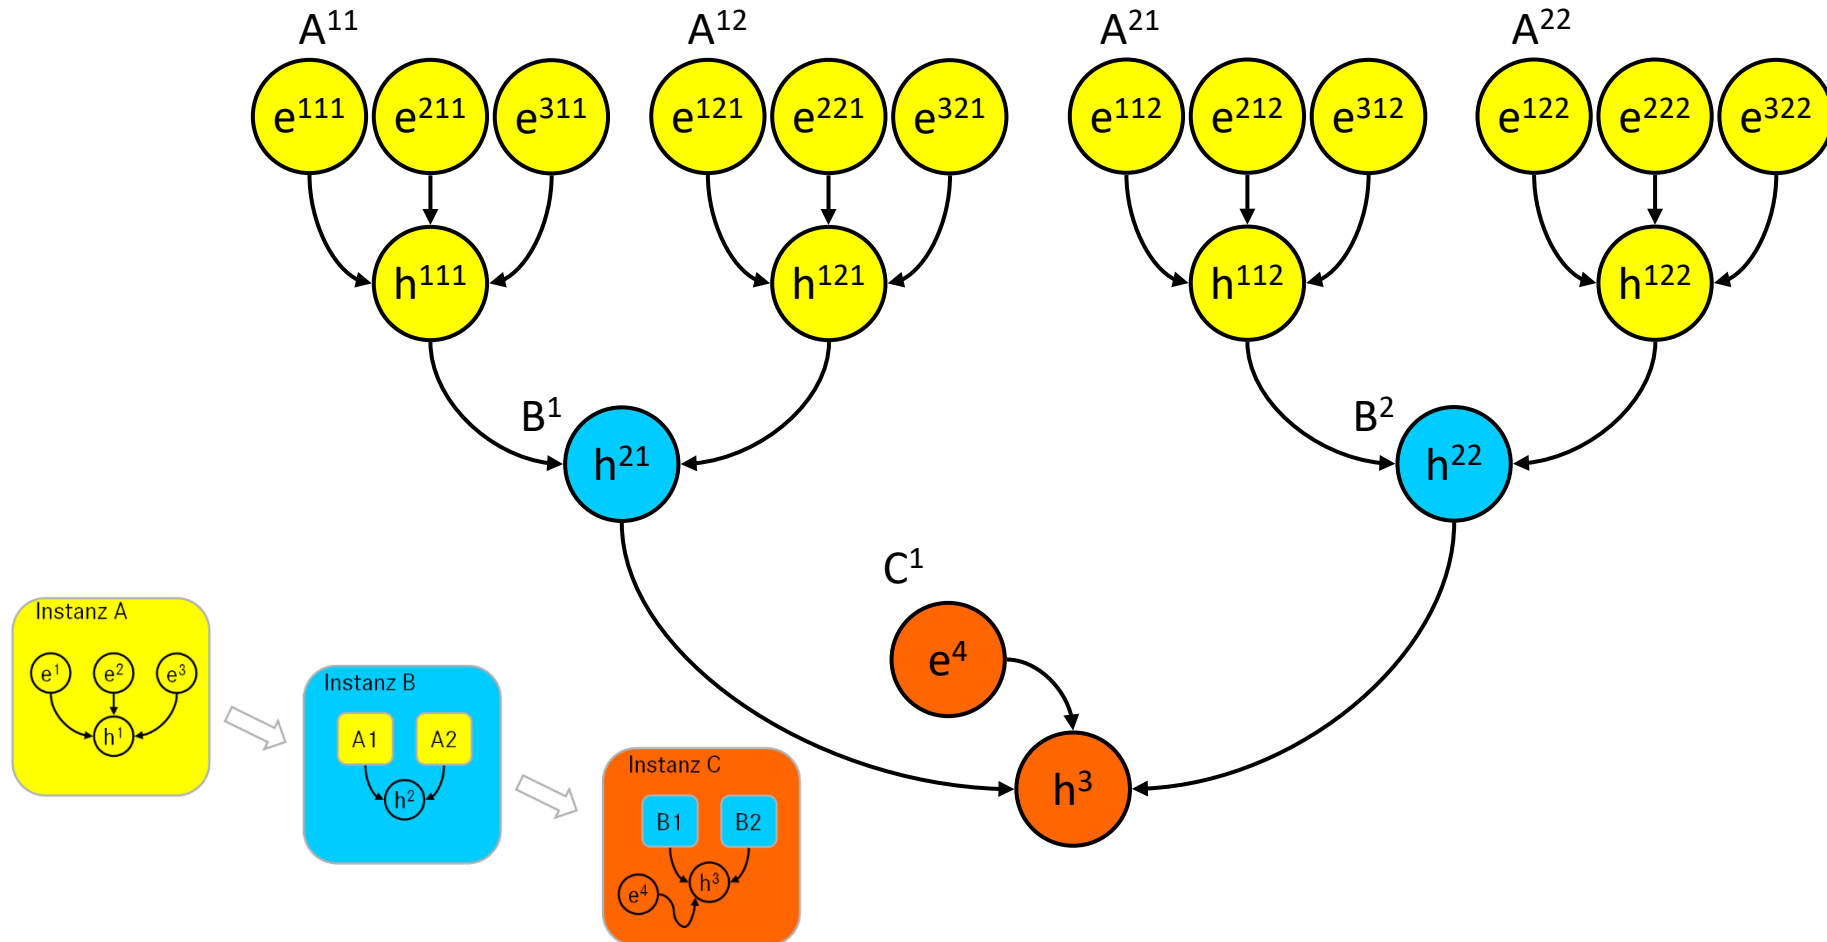 A¹¹ A¹² A²¹ A²²
e¹¹¹ e²¹¹ e³¹¹ e¹²¹ e²²¹ e³²¹ e¹¹² e²¹² e³¹² e¹²² e²²² e³²²
h¹¹¹ h¹²¹ h¹¹² h¹²²
B¹ B²
h²¹ h²²
C¹
e⁴
h³
Instanz A
e¹ e² e³
h¹
Instanz B
A1 A2
h²
Instanz C
B1 B2
h³
e⁴